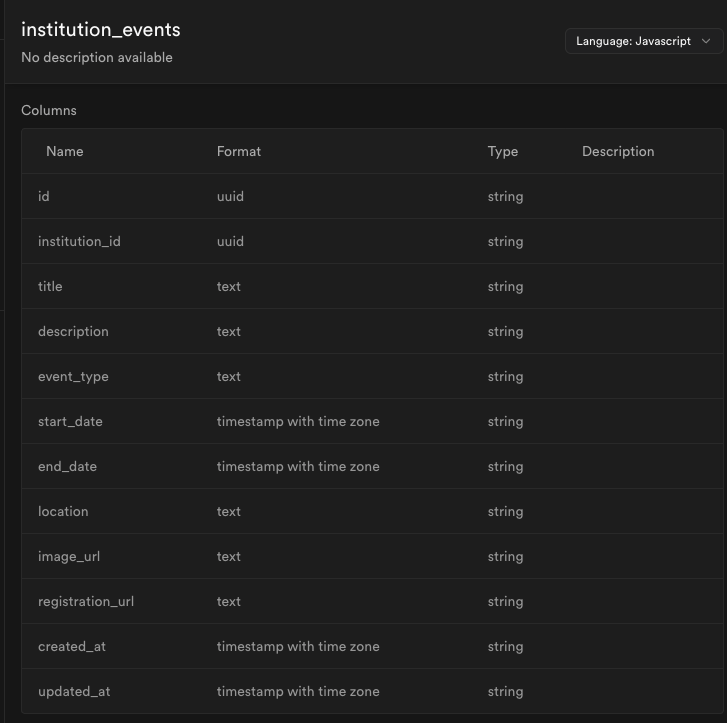 institution_events
No description available
Language: Javascript
Columns
Name Format Type Description
id uuid string
institution_id uuid string
title text string
description text string
event_type text string
start_date timestamp with time zone string
end_date timestamp with time zone string
location text string
image_url text string
registration_url text string
created_at timestamp with time zone string
updated_at timestamp with time zone string